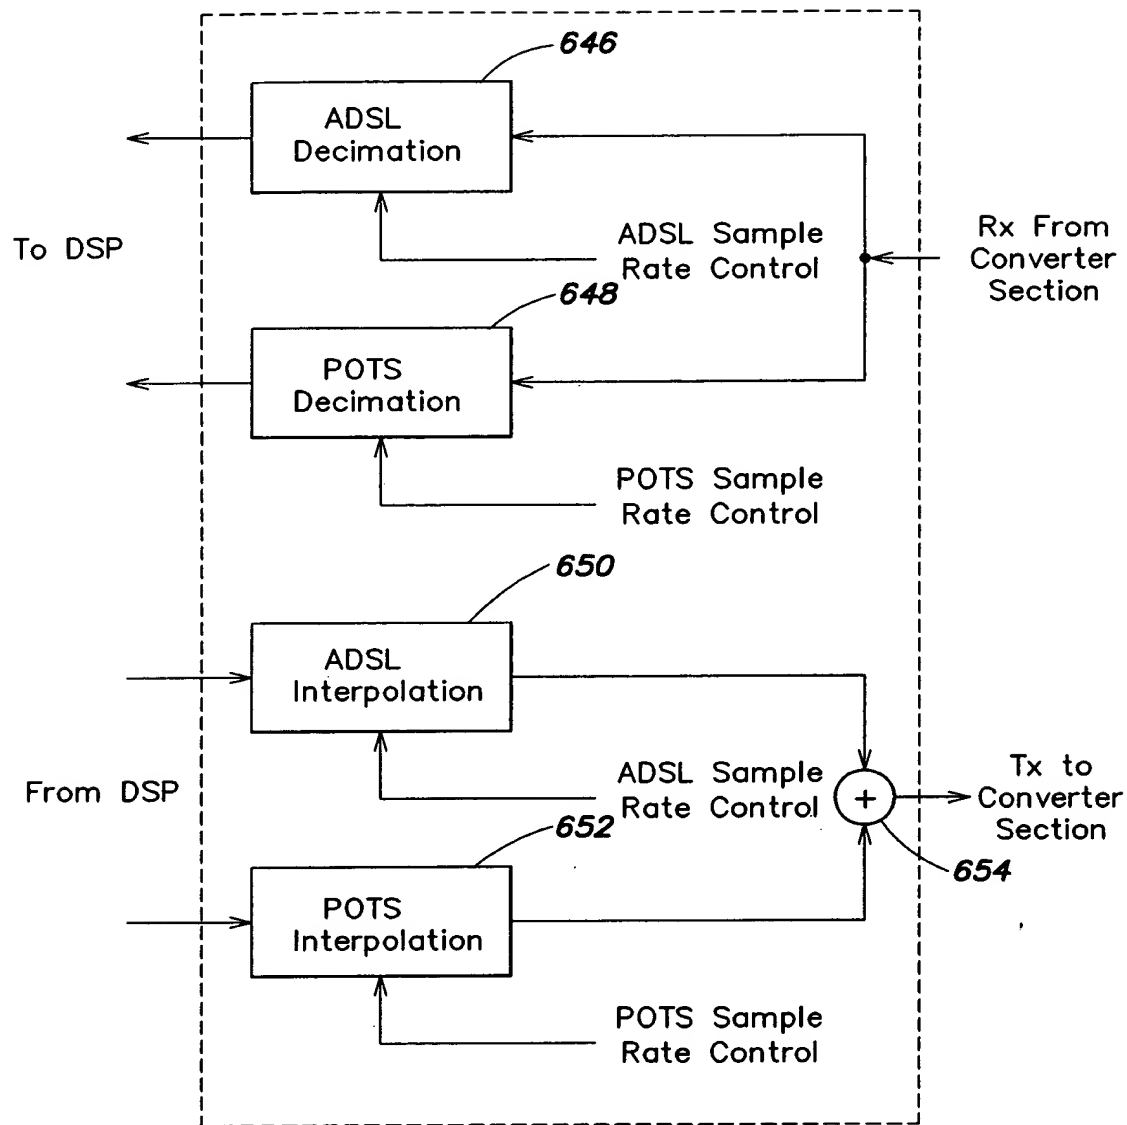 646
ADSL
Decimation
To DSP
ADSL Sample
Rate Control
Rx From
Converter
Section
648
POTS
Decimation
POTS Sample
Rate Control
650
ADSL
Interpolation
From DSP
ADSL Sample
Rate Control
+
Tx to
Converter
Section
652
654
POTS
Interpolation
POTS Sample
Rate Control